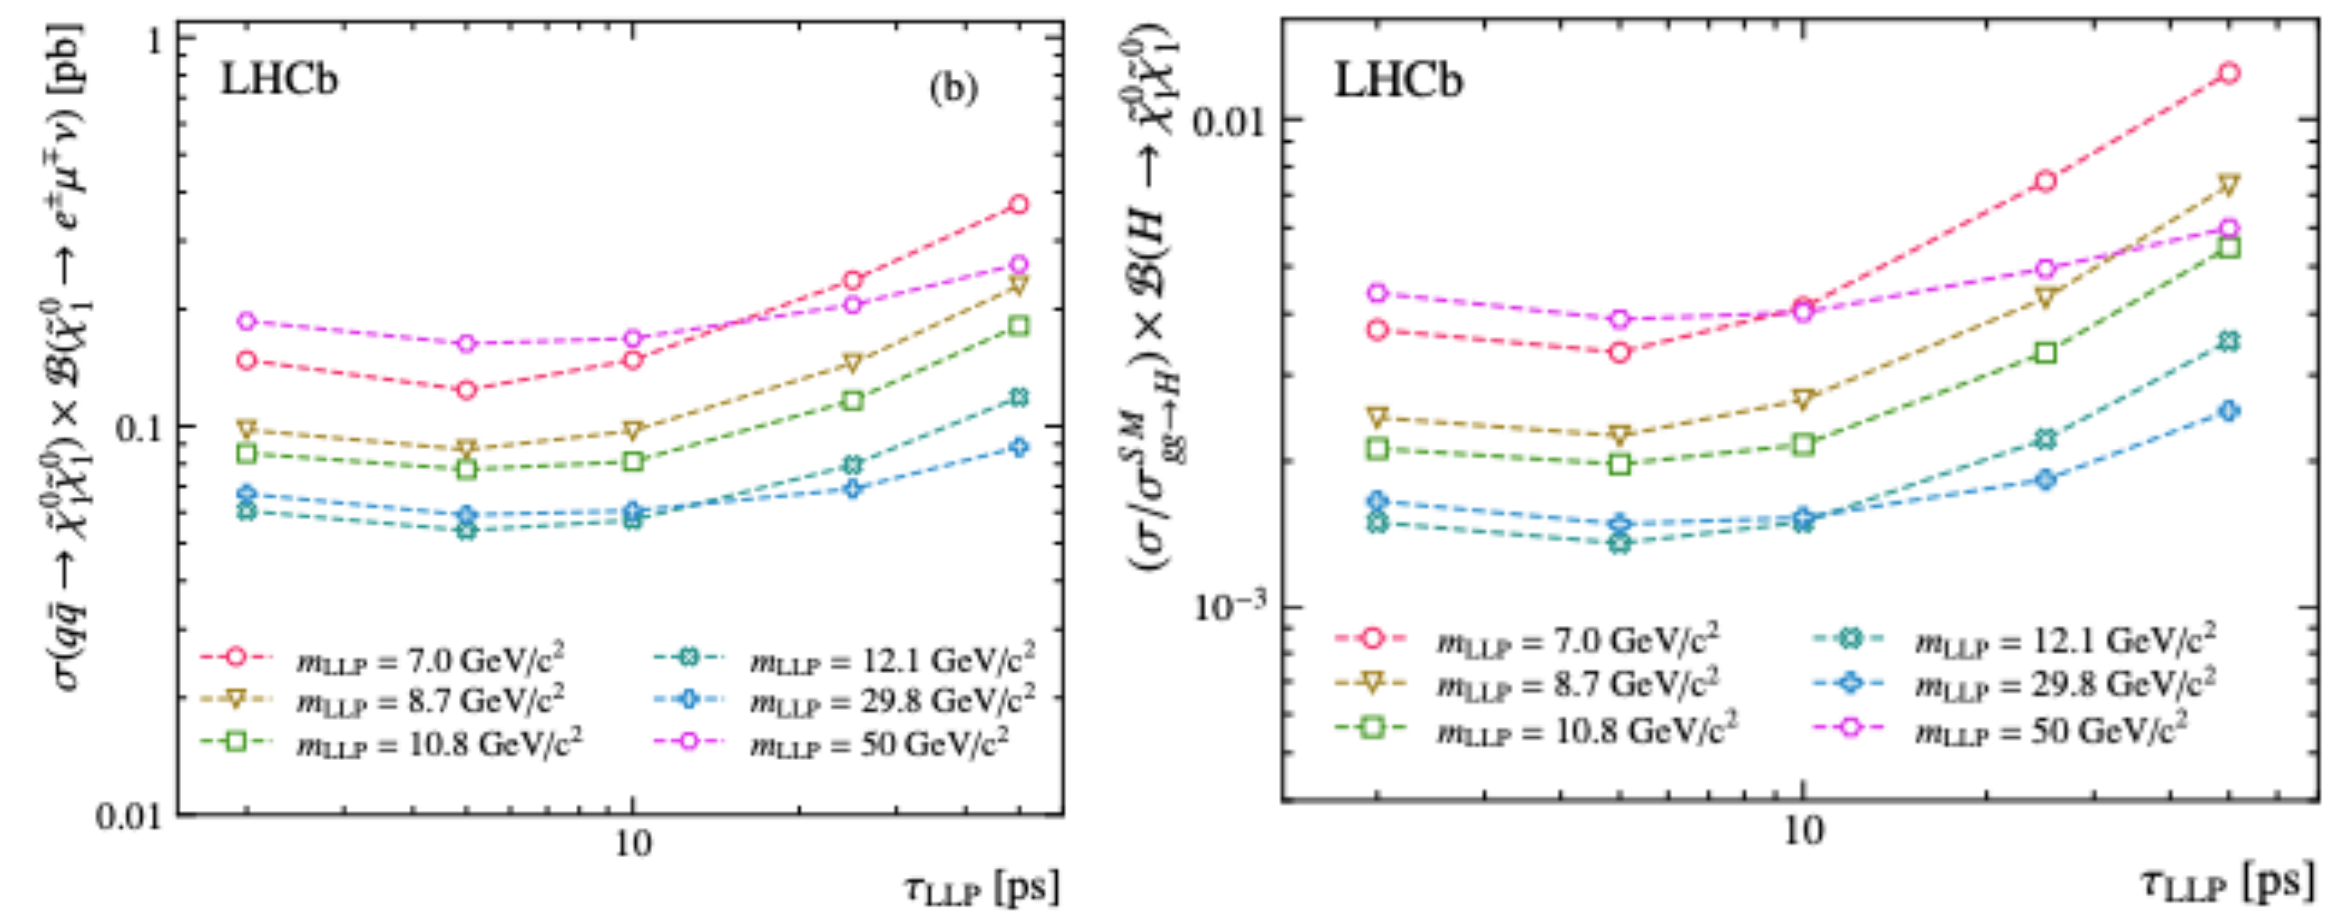 σ(qq̄ → χ̃⁰₁χ̃⁰₁) × ℬ(χ̃⁰₁ → e±μ∓ν) [pb]
1
0.1
0.01
LHCb
(b)
m_LLP = 7.0 GeV/c²
m_LLP = 8.7 GeV/c²
m_LLP = 10.8 GeV/c²
m_LLP = 12.1 GeV/c²
m_LLP = 29.8 GeV/c²
m_LLP = 50 GeV/c²
10
τ_LLP [ps]
(σ/σ^SM_gg→H) × ℬ(H → χ̃⁰₁χ̃⁰₁)
0.01
10⁻³
LHCb
m_LLP = 7.0 GeV/c²
m_LLP = 8.7 GeV/c²
m_LLP = 10.8 GeV/c²
m_LLP = 12.1 GeV/c²
m_LLP = 29.8 GeV/c²
m_LLP = 50 GeV/c²
10
τ_LLP [ps]